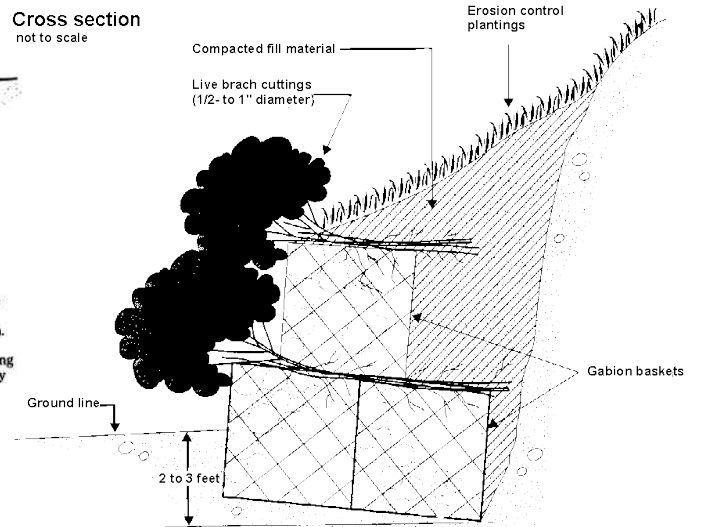 Cross section
not to scale
Erosion control
plantings
Compacted fill material
Live brach cuttings
(1/2- to 1" diameter)
ng
y
Gabion baskets
Ground line
2 to 3 feet